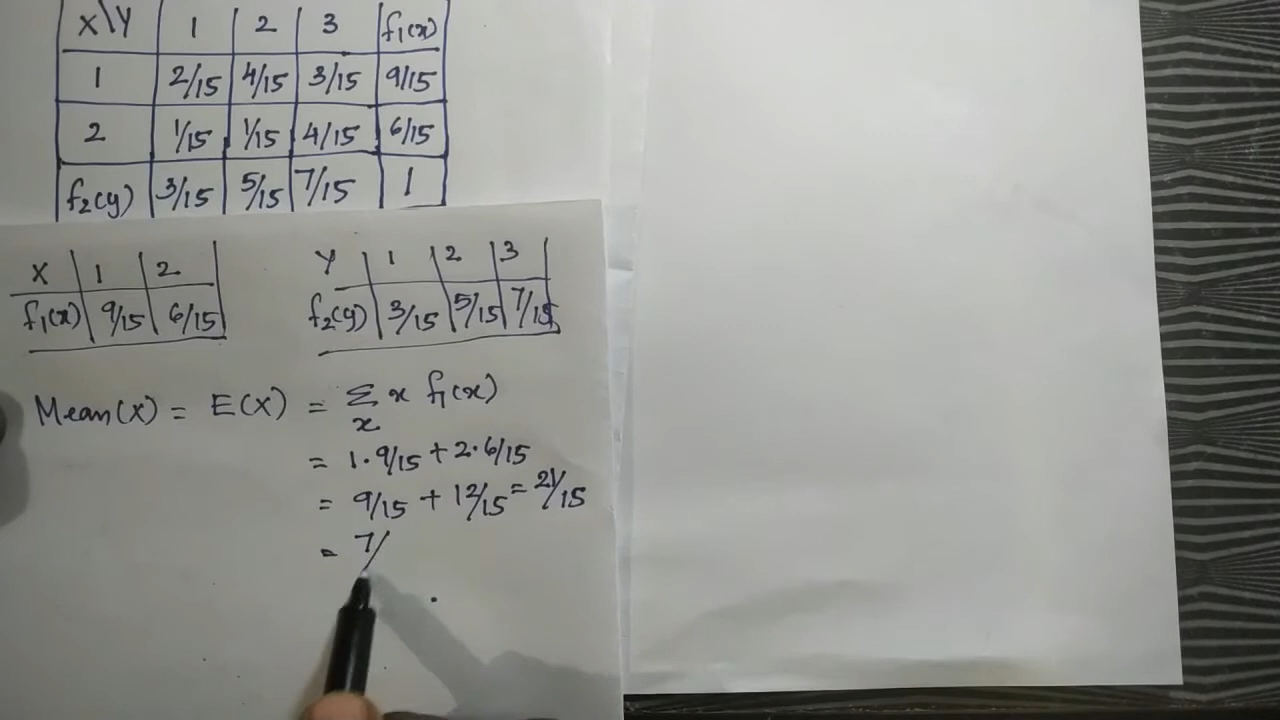 X\Y 1 2 3 f₁(x)
1 2/15 4/15 3/15 9/15
2 1/15 1/15 4/15 6/15
f₂(y) 3/15 5/15 7/15 1
X 1 2
f₁(x) 9/15 6/15
Y 1 2 3
f₂(y) 3/15 5/15 7/15
Mean(X) = E(X) = Σ x f₁(x)
x
= 1·9/15 + 2·6/15
= 9/15 + 12/15 = 21/15
= 7/